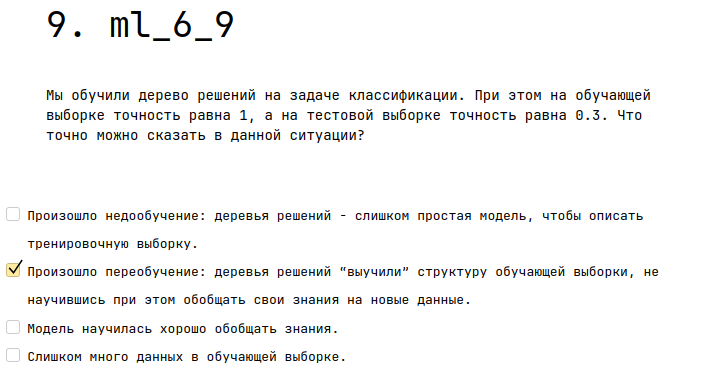 9. ml_6_9
Мы обучили дерево решений на задаче классификации. При этом на обучающей
выборке точность равна 1, а на тестовой выборке точность равна 0.3. Что
точно можно сказать в данной ситуации?
Произошло недообучение: деревья решений - слишком простая модель, чтобы описать
тренировочную выборку.
Произошло переобучение: деревья решений “выучили” структуру обучающей выборки, не
научившись при этом обобщать свои знания на новые данные.
Модель научилась хорошо обобщать знания.
Слишком много данных в обучающей выборке.